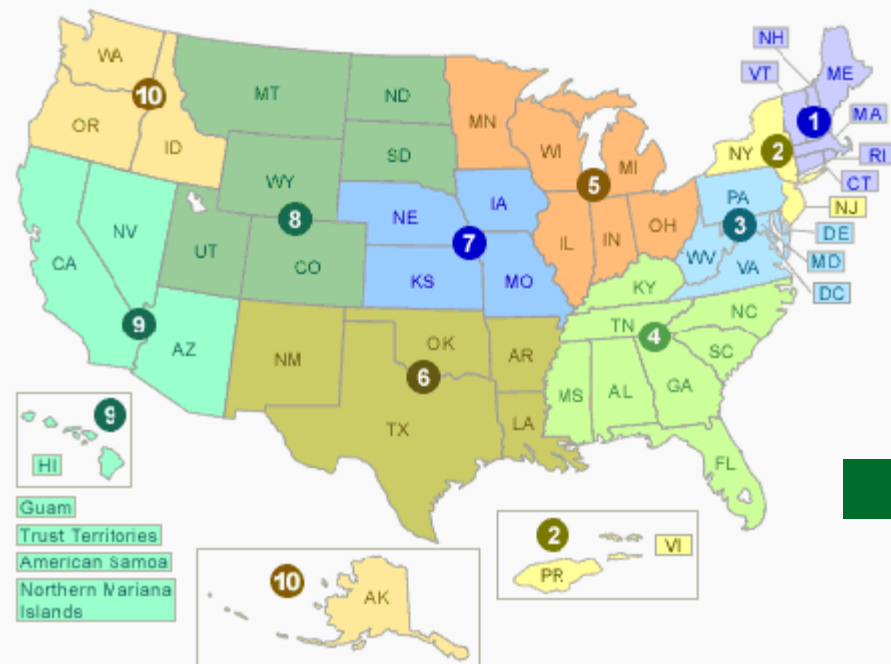 NH
WA
ME
VT
MT
ND
10
MN
1
MA
OR
ID
WI
NY
2
RI
SD
MI
CT
WY
5
PA
NJ
IA
8
NE
OH
3
DE
NV
7
IL
IN
WV
UT
CO
VA
MD
CA
KS
MO
KY
DC
NC
9
TN
4
AZ
OK
AR
SC
NM
6
MS
AL
GA
9
TX
LA
HI
FL
Guam
2
Trust Territories
VI
American Samoa
10
PR
Northern Mariana
Islands
AK